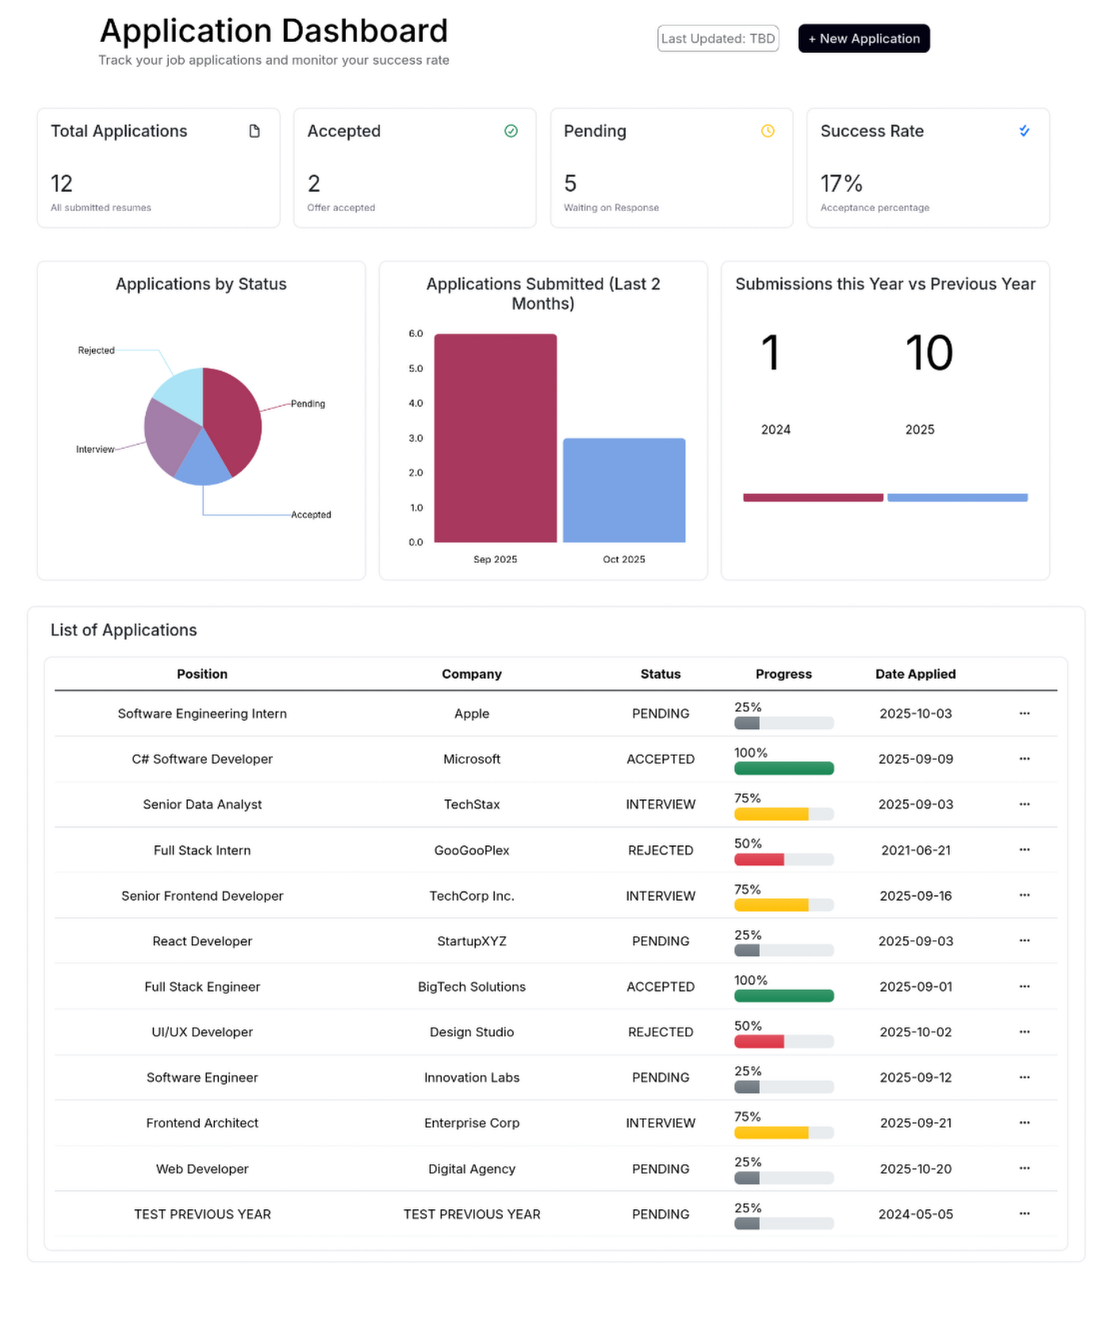 Application Dashboard
Track your job applications and monitor your success rate
Last Updated: TBD
+ New Application
Total Applications
12
All submitted resumes
Accepted
2
Offer accepted
Pending
5
Waiting on Response
Success Rate
17%
Acceptance percentage
Applications by Status
Rejected
Pending
Interview
Accepted
Applications Submitted (Last 2
Months)
6.0
5.0
4.0
3.0
2.0
1.0
0.0
Sep 2025 Oct 2025
Submissions this Year vs Previous Year
1 10
2024 2025
List of Applications
Position Company Status Progress Date Applied
Software Engineering Intern Apple PENDING 25% 2025-10-03 ...
C# Software Developer Microsoft ACCEPTED 100% 2025-09-09 ...
Senior Data Analyst TechStax INTERVIEW 75% 2025-09-03 ...
Full Stack Intern GooGooPlex REJECTED 50% 2021-06-21 ...
Senior Frontend Developer TechCorp Inc. INTERVIEW 75% 2025-09-16 ...
React Developer StartupXYZ PENDING 25% 2025-09-03 ...
Full Stack Engineer BigTech Solutions ACCEPTED 100% 2025-09-01 ...
UI/UX Developer Design Studio REJECTED 50% 2025-10-02 ...
Software Engineer Innovation Labs PENDING 25% 2025-09-12 ...
Frontend Architect Enterprise Corp INTERVIEW 75% 2025-09-21 ...
Web Developer Digital Agency PENDING 25% 2025-10-20 ...
TEST PREVIOUS YEAR TEST PREVIOUS YEAR PENDING 25% 2024-05-05 ...